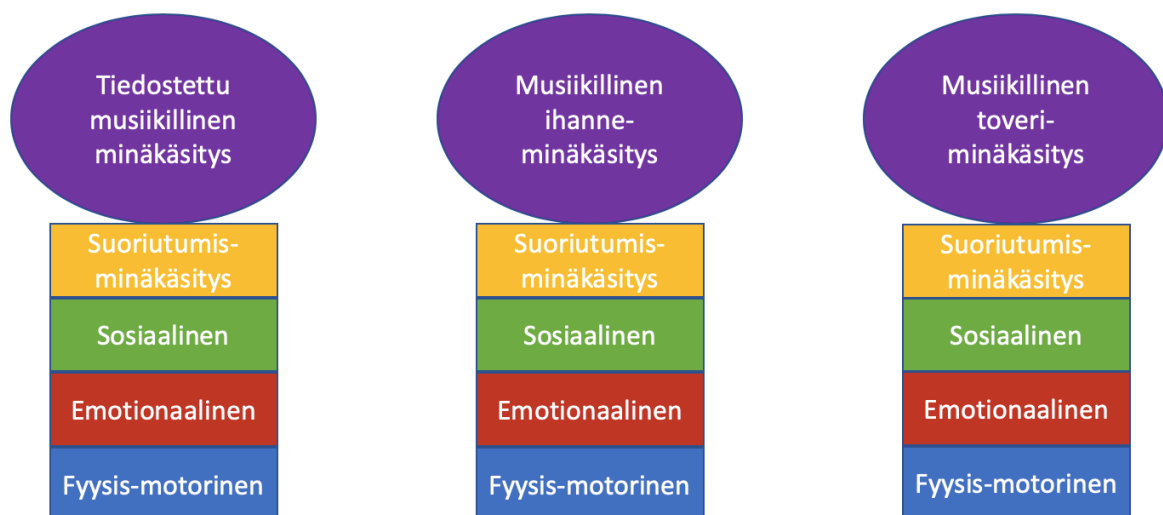 Tiedostettu
musiikillinen
minäkäsitys
Suoriutumis-
minäkäsitys
Sosiaalinen
Emotionaalinen
Fyysis-motorinen
Musiikillinen
ihanne-
minäkäsitys
Suoriutumis-
minäkäsitys
Sosiaalinen
Emotionaalinen
Fyysis-motorinen
Musiikillinen
toveri-
minäkäsitys
Suoriutumis-
minäkäsitys
Sosiaalinen
Emotionaalinen
Fyysis-motorinen